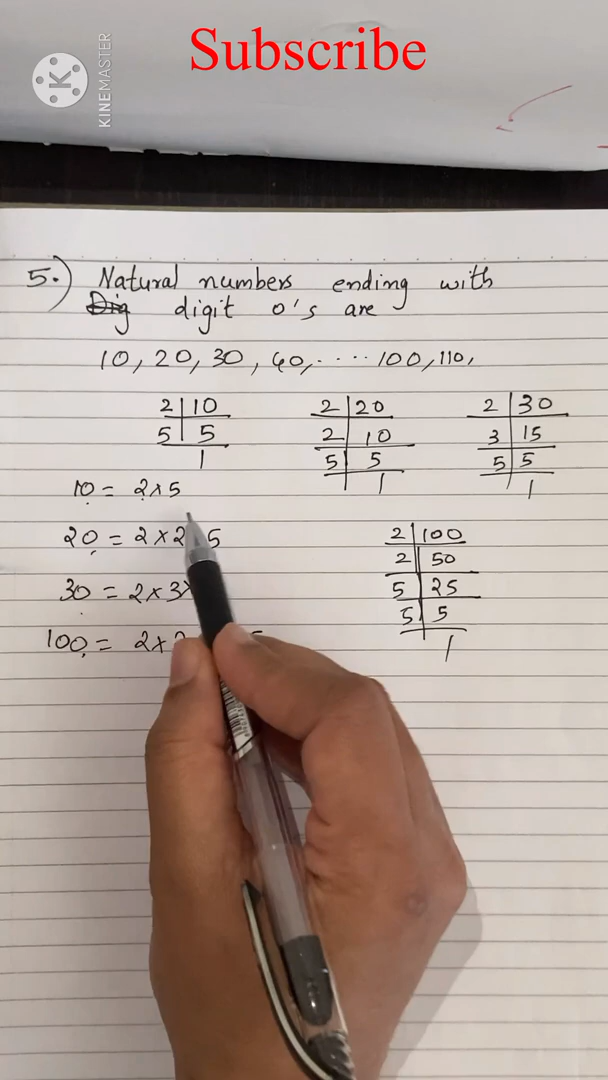 Subscribe
KINEMASTER
5.) Natural numbers ending with
digit 0's are
10, 20, 30, 40, .... 100, 110,
2 | 10
5 | 5
1
2 | 20
2 | 10
5 | 5
1
2 | 30
3 | 15
5 | 5
1
10 = 2 x 5
20 = 2 x 2 5
30 = 2 x 3 x
100 = 2 x
2 | 100
2 | 50
5 | 25
5 | 5
1